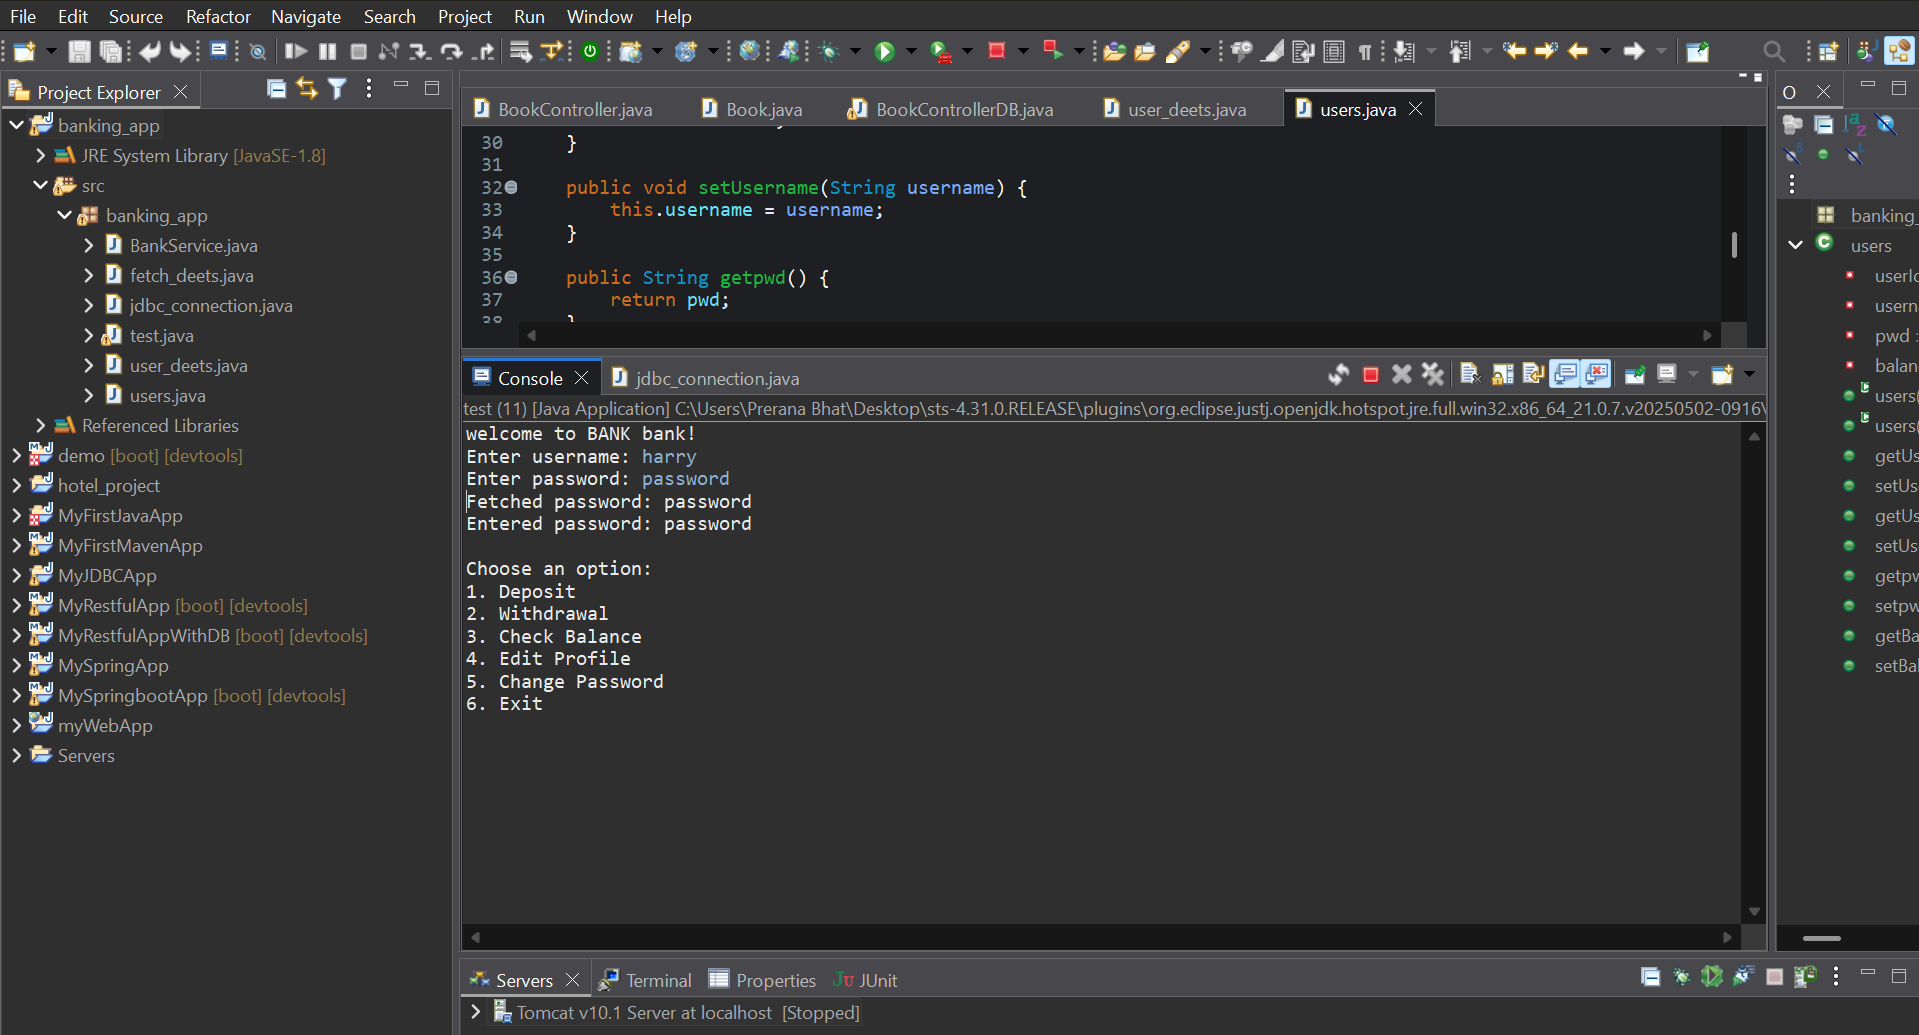 File Edit Source Refactor Navigate Search Project Run Window Help
Project Explorer
banking_app
JRE System Library [JavaSE-1.8]
src
banking_app
BankService.java
fetch_deets.java
jdbc_connection.java
test.java
user_deets.java
users.java
Referenced Libraries
demo [boot] [devtools]
hotel_project
MyFirstJavaApp
MyFirstMavenApp
MyJDBCApp
MyRestfulApp [boot] [devtools]
MyRestfulAppWithDB [boot] [devtools]
MySpringApp
MySpringbootApp [boot] [devtools]
myWebApp
Servers
BookController.java Book.java BookControllerDB.java user_deets.java users.java
30 }
31
32 public void setUsername(String username) {
33 this.username = username;
34 }
35
36 public String getpwd() {
37 return pwd;
38 }
Console jdbc_connection.java
test (11) [Java Application] C:\Users\Prerana Bhat\Desktop\sts-4.31.0.RELEASE\plugins\org.eclipse.justj.openjdk.hotspot.jre.full.win32.x86_64_21.0.7.v20250502-0916\
welcome to BANK bank!
Enter username: harry
Enter password: password
Fetched password: password
Entered password: password
Choose an option:
1. Deposit
2. Withdrawal
3. Check Balance
4. Edit Profile
5. Change Password
6. Exit
Servers Terminal Properties JUnit
Tomcat v10.1 Server at localhost [Stopped]
O
banking_
users
userI
usern
pwd :
balan
users(
users(
getUs
setUs
getUs
setUs
getpw
setpw
getBa
setBal